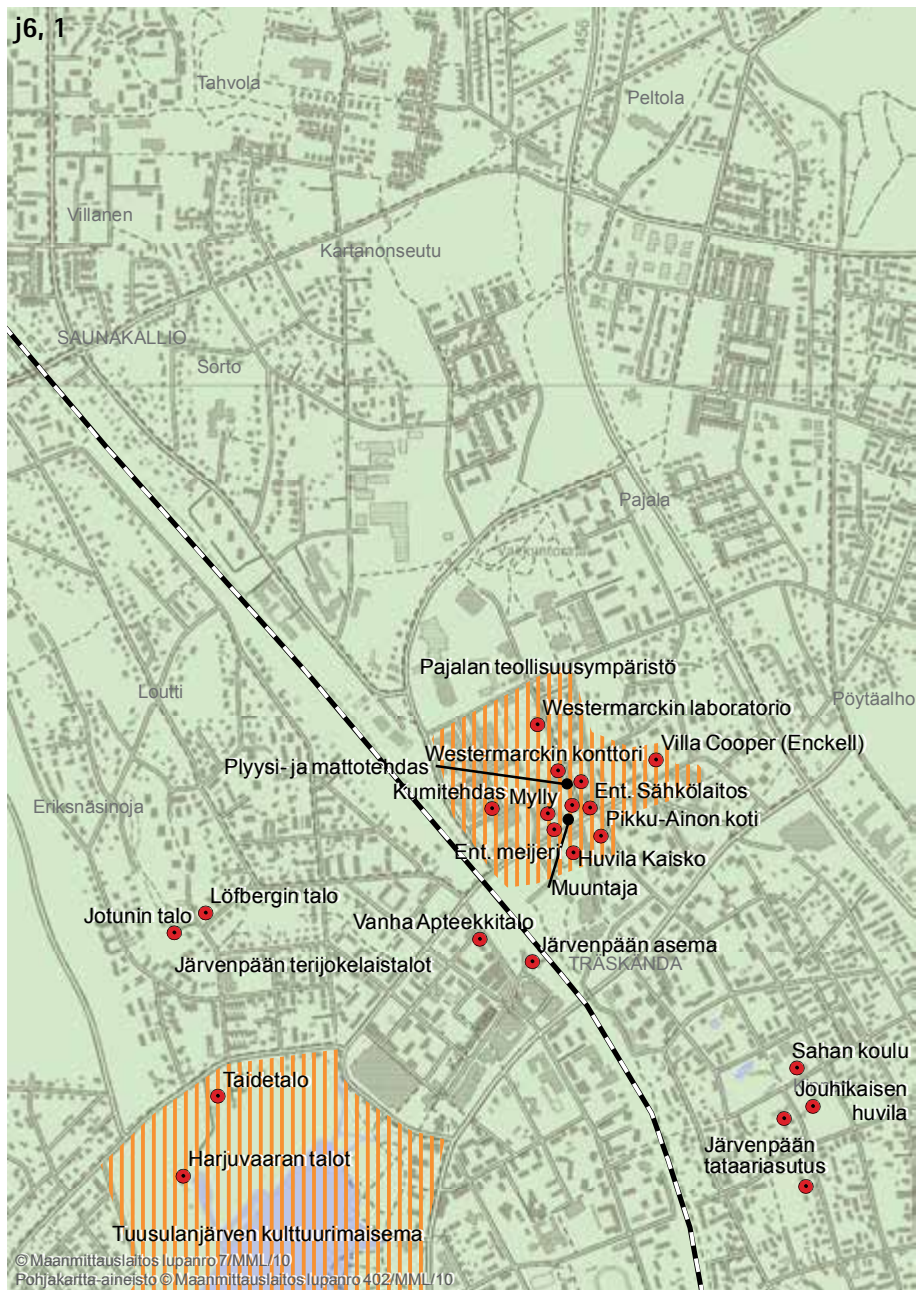 j6, 1
1456
Tahvola
Peltola
Villanen
Kartanonseutu
SAUNAKALLIO
Sorto
Pajala
Pajalan teollisuusympäristö
Loutti
Pöytäalho
Westermarckin laboratorio
Villa Cooper (Enckell)
Westermarckin konttori
Plyysi- ja mattotehdas
Ent. Sähkölaitos
Kumitehdas
Mylly
Eriksnäsinoja
Pikku-Ainon koti
Ent. meijeri
Huvila Kaisko
Muuntaja
Löfbergin talo
Jotunin talo
Vanha Apteekkitalo
Järvenpään asema
Järvenpään terijokelaistalot
TRÄSKÄNDA
Sahan koulu
Taidetalo
Jouhikaisen
huvila
Järvenpään
tataariasutus
Harjuvaaran talot
Tuusulanjärven kulttuurimaisema
© Maanmittauslaitos lupanro 7/MML/10
Pohjakartta-aineisto © Maanmittauslaitos lupanro 402/MML/10